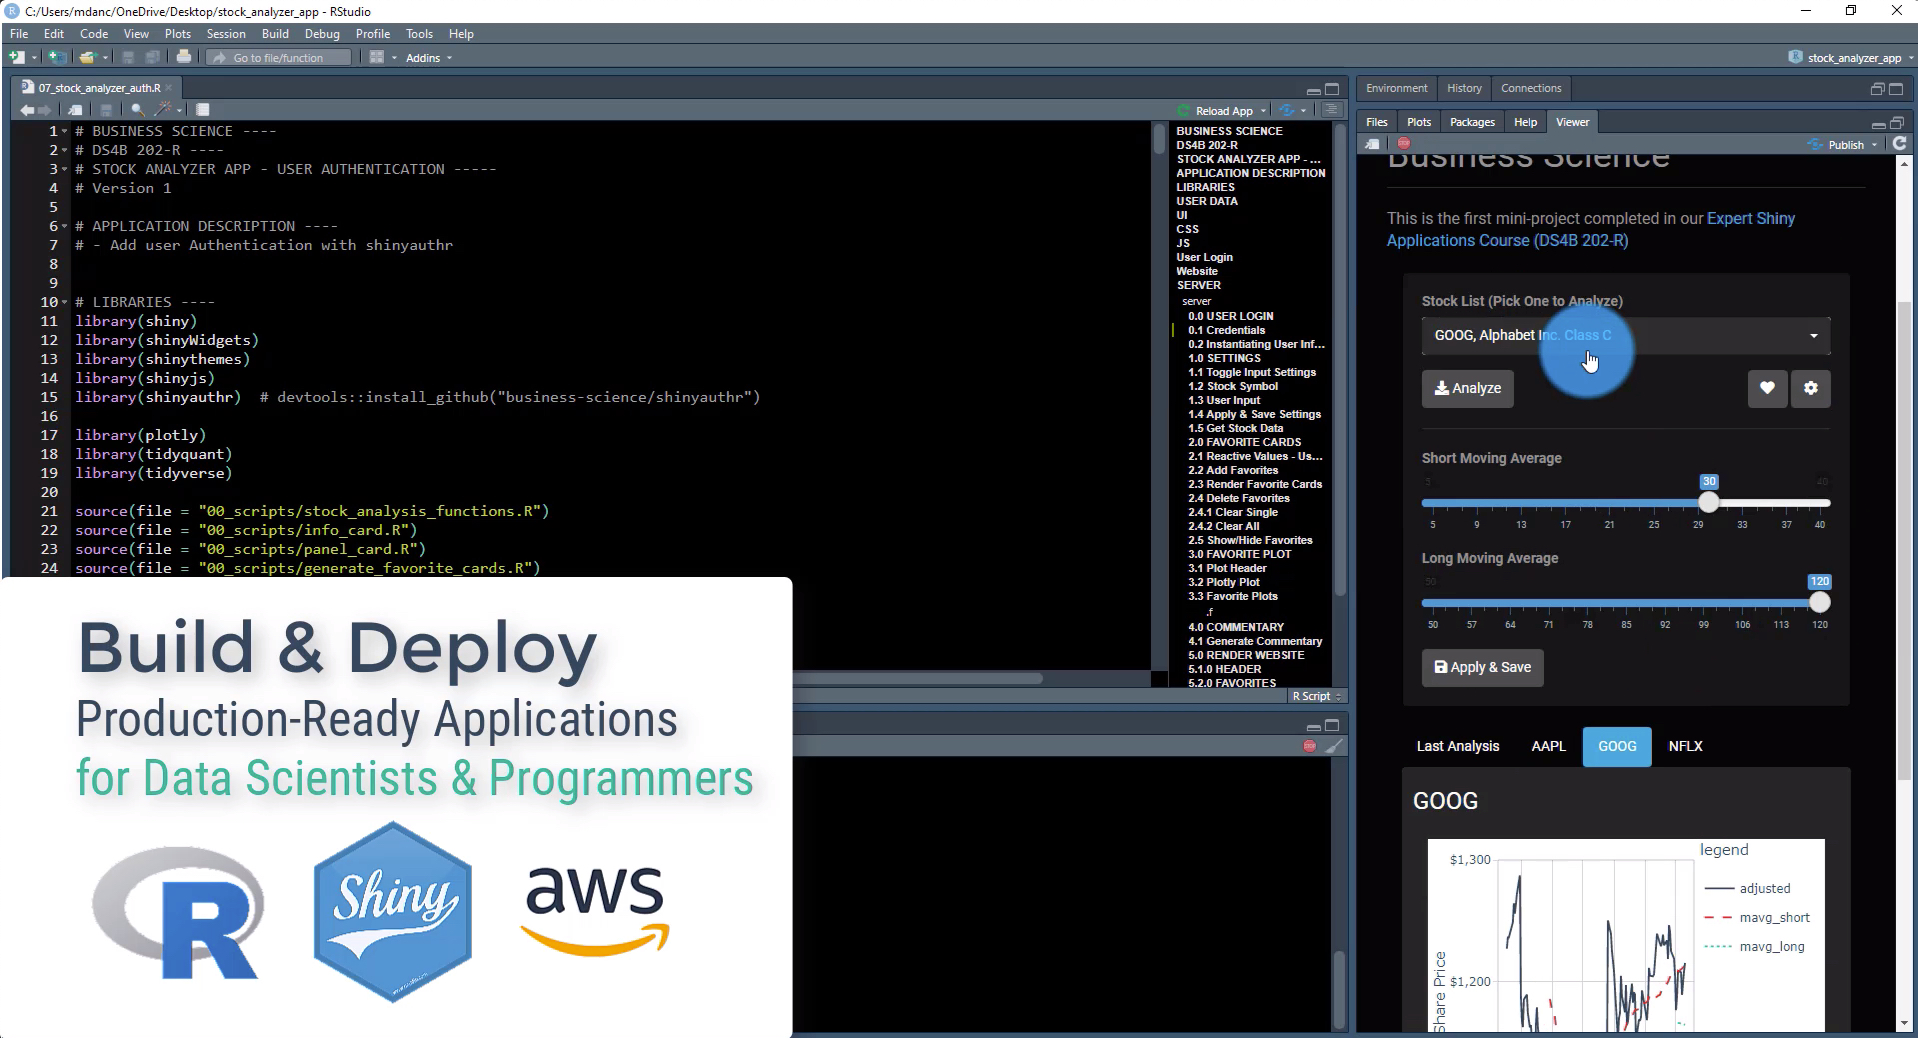 C:/Users/mdanc/OneDrive/Desktop/stock_analyzer_app - RStudio
File Edit Code View Plots Session Build Debug Profile Tools Help
Go to file/function Addins stock_analyzer_app
07_stock_analyzer_auth.R
Reload App
1 # BUSINESS SCIENCE ----
2 # DS4B 202-R ----
3 # STOCK ANALYZER APP - USER AUTHENTICATION -----
4 # Version 1
5
6 # APPLICATION DESCRIPTION ----
7 # - Add user Authentication with shinyauthr
8
9
10 # LIBRARIES ----
11 library(shiny)
12 library(shinyWidgets)
13 library(shinythemes)
14 library(shinyjs)
15 library(shinyauthr) # devtools::install_github("business-science/shinyauthr")
16
17 library(plotly)
18 library(tidyquant)
19 library(tidyverse)
20
21 source(file = "00_scripts/stock_analysis_functions.R")
22 source(file = "00_scripts/info_card.R")
23 source(file = "00_scripts/panel_card.R")
24 source(file = "00_scripts/generate_favorite_cards.R")
BUSINESS SCIENCE
DS4B 202-R
STOCK ANALYZER APP - ...
APPLICATION DESCRIPTION
LIBRARIES
USER DATA
UI
CSS
JS
User Login
Website
SERVER
server
0.0 USER LOGIN
0.1 Credentials
0.2 Instantiating User Inf...
1.0 SETTINGS
1.1 Toggle Input Settings
1.2 Stock Symbol
1.3 User Input
1.4 Apply & Save Settings
1.5 Get Stock Data
2.0 FAVORITE CARDS
2.1 Reactive Values - Us...
2.2 Add Favorites
2.3 Render Favorite Cards
2.4 Delete Favorites
2.4.1 Clear Single
2.4.2 Clear All
2.5 Show/Hide Favorites
3.0 FAVORITE PLOT
3.1 Plot Header
3.2 Plotly Plot
3.3 Favorite Plots
.f
4.0 COMMENTARY
4.1 Generate Commentary
5.0 RENDER WEBSITE
5.1.0 HEADER
5.2.0 FAVORITES
R Script
Build & Deploy
Production-Ready Applications
for Data Scientists & Programmers
R
Shiny
aws
Environment History Connections
Files Plots Packages Help Viewer
Publish
Business Science
This is the first mini-project completed in our Expert Shiny
Applications Course (DS4B 202-R)
Stock List (Pick One to Analyze)
GOOG, Alphabet Inc. Class C
Analyze
Short Moving Average
5 30 40
5 9 13 17 21 25 29 33 37 40
Long Moving Average
50 120
50 57 64 71 78 85 92 99 106 113 120
Apply & Save
Last Analysis AAPL GOOG NFLX
GOOG
legend
$1,300
adjusted
mavg_short
mavg_long
$1,200
Share Price